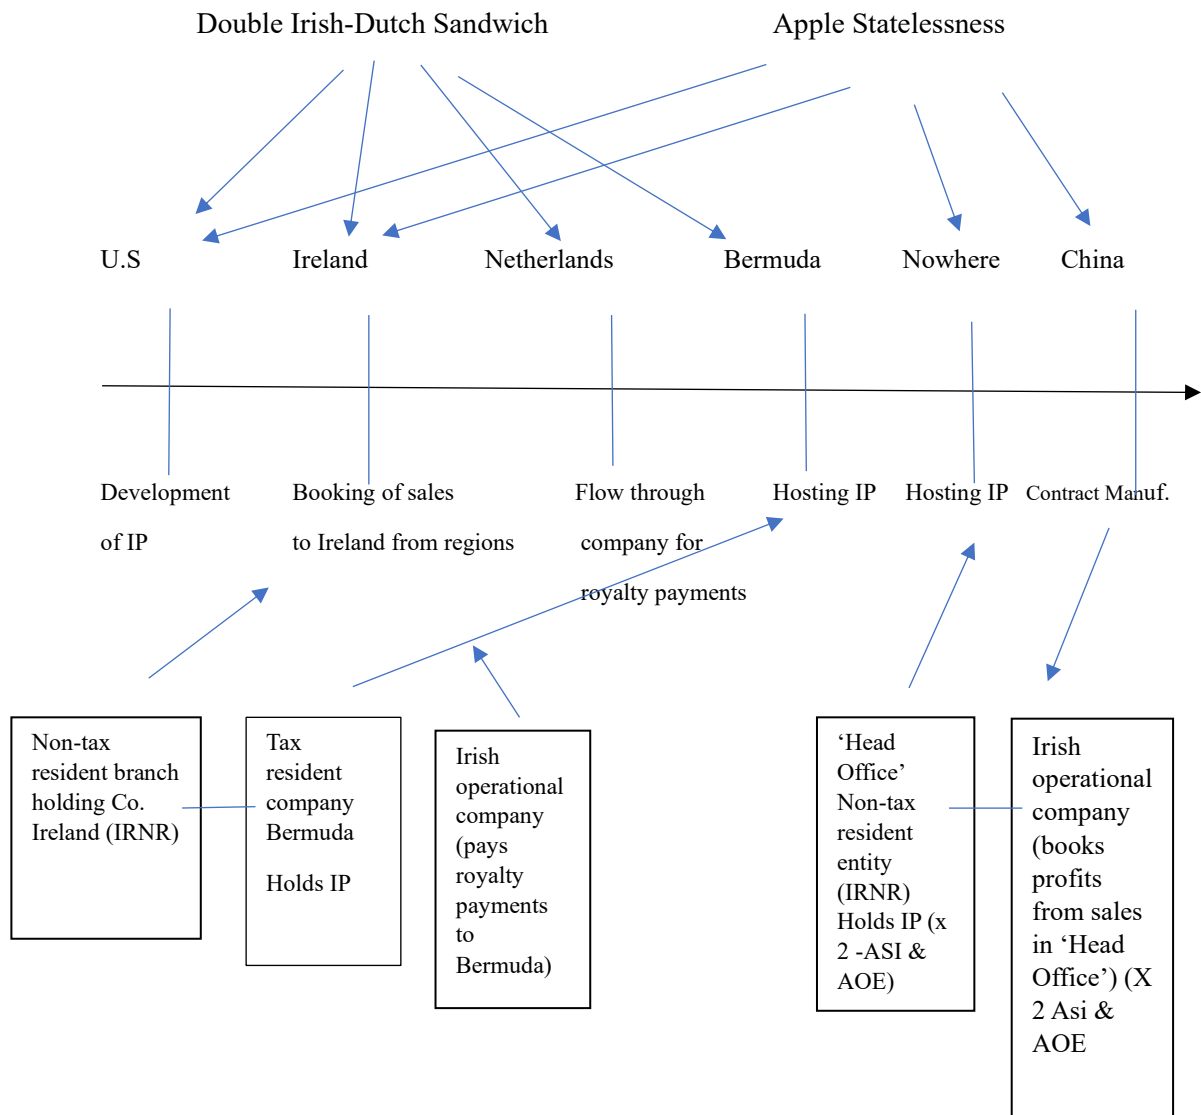 Double Irish-Dutch Sandwich
Apple Statelessness
U.S
Ireland
Netherlands
Bermuda
Nowhere
China
Development
of IP
Booking of sales
to Ireland from regions
Flow through
company for
royalty payments
Hosting IP
Hosting IP
Contract Manuf.
Non-tax
resident branch
holding Co.
Ireland (IRNR)
Tax
resident
company
Bermuda
Holds IP
Irish
operational
company
(pays
royalty
payments
to
Bermuda)
‘Head
Office’
Non-tax
resident
entity
(IRNR)
Holds IP (x
2 -ASI &
AOE)
Irish
operational
company
(books
profits
from sales
in ‘Head
Office’) (X
2 Asi &
AOE